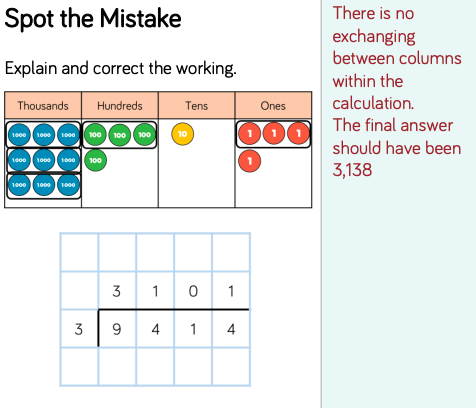 Spot the Mistake
Explain and correct the working.
Thousands Hundreds Tens Ones
1000 1000 1000 100 100 100 10 1 1 1
1000 1000 1000 100 1
1000 1000 1000
3 1 0 1
3 9 4 1 4
There is no
exchanging
between columns
within the
calculation.
The final answer
should have been
3,138